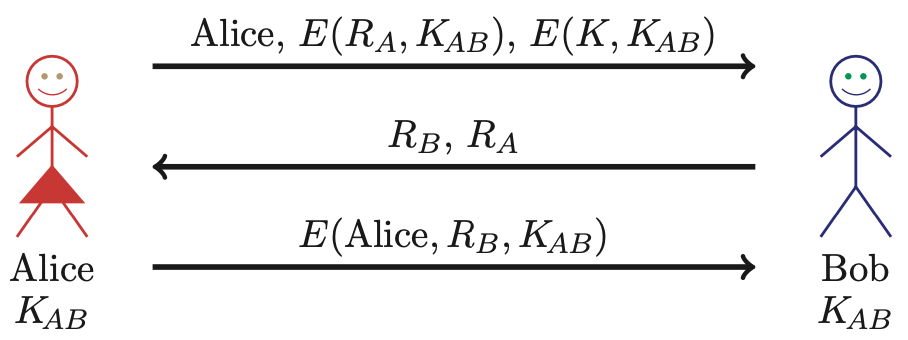 Alice, E(R_A, K_AB), E(K, K_AB)
R_B, R_A
E(Alice, R_B, K_AB)
Alice
K_AB
Bob
K_AB